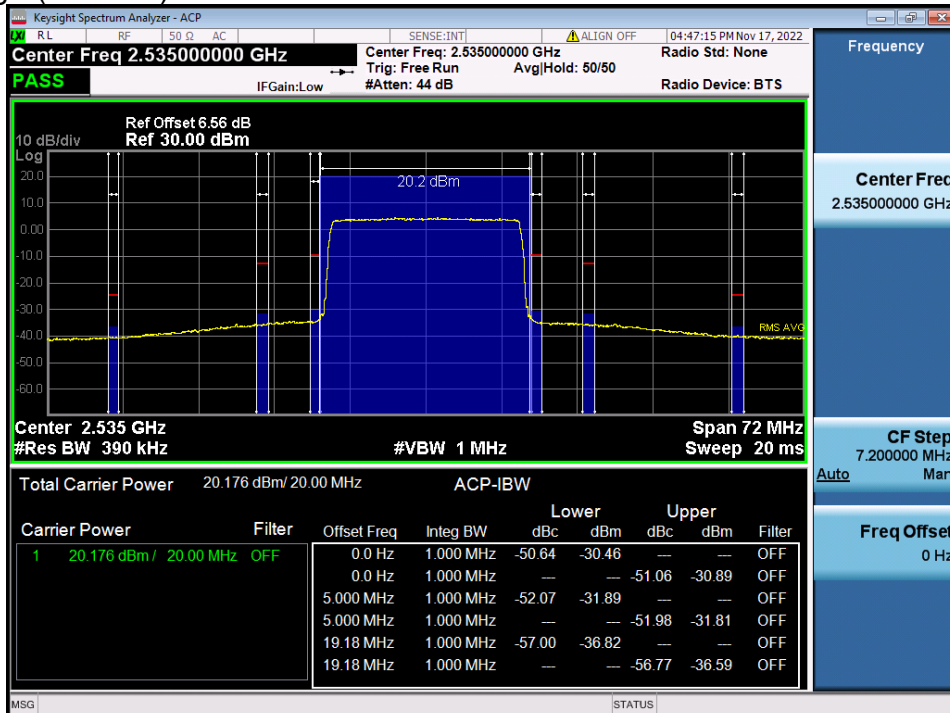 Keysight Spectrum Analyzer - ACP
LXI RL RF 50 Ω AC SENSE:INT ALIGN OFF 04:47:15 PM Nov 17, 2022
Center Freq 2.535000000 GHz Center Freq: 2.535000000 GHz Radio Std: None
Trig: Free Run Avg|Hold: 50/50
PASS IFGain:Low #Atten: 44 dB Radio Device: BTS
Frequency
Ref Offset 6.56 dB
10 dB/div Ref 30.00 dBm
Log
20.0
20.2 dBm
10.0
0.00
-10.0
-20.0
-30.0
RMS AVG
-40.0
-50.0
-60.0
Center 2.535 GHz Span 72 MHz
#Res BW 390 kHz #VBW 1 MHz Sweep 20 ms
Center Freq
2.535000000 GHz
CF Step
7.200000 MHz
Auto Man
Freq Offset
0 Hz
Total Carrier Power 20.176 dBm/ 20.00 MHz ACP-IBW
Lower Upper
Carrier Power Filter Offset Freq Integ BW dBc dBm dBc dBm Filter
1 20.176 dBm / 20.00 MHz OFF 0.0 Hz 1.000 MHz -50.64 -30.46 --- --- OFF
0.0 Hz 1.000 MHz --- --- -51.06 -30.89 OFF
5.000 MHz 1.000 MHz -52.07 -31.89 --- --- OFF
5.000 MHz 1.000 MHz --- --- -51.98 -31.81 OFF
19.18 MHz 1.000 MHz -57.00 -36.82 --- --- OFF
19.18 MHz 1.000 MHz --- --- -56.77 -36.59 OFF
MSG STATUS